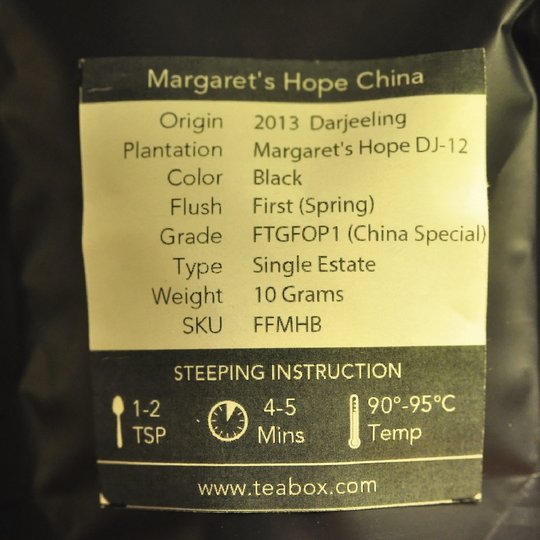 Margaret's Hope China
Origin 2013 Darjeeling
Plantation Margaret's Hope DJ-12
Color Black
Flush First (Spring)
Grade FTGFOP1 (China Special)
Type Single Estate
Weight 10 Grams
SKU FFMHB
STEEPING INSTRUCTION
1-2 4-5 90°-95°C
TSP Mins Temp
www.teabox.com